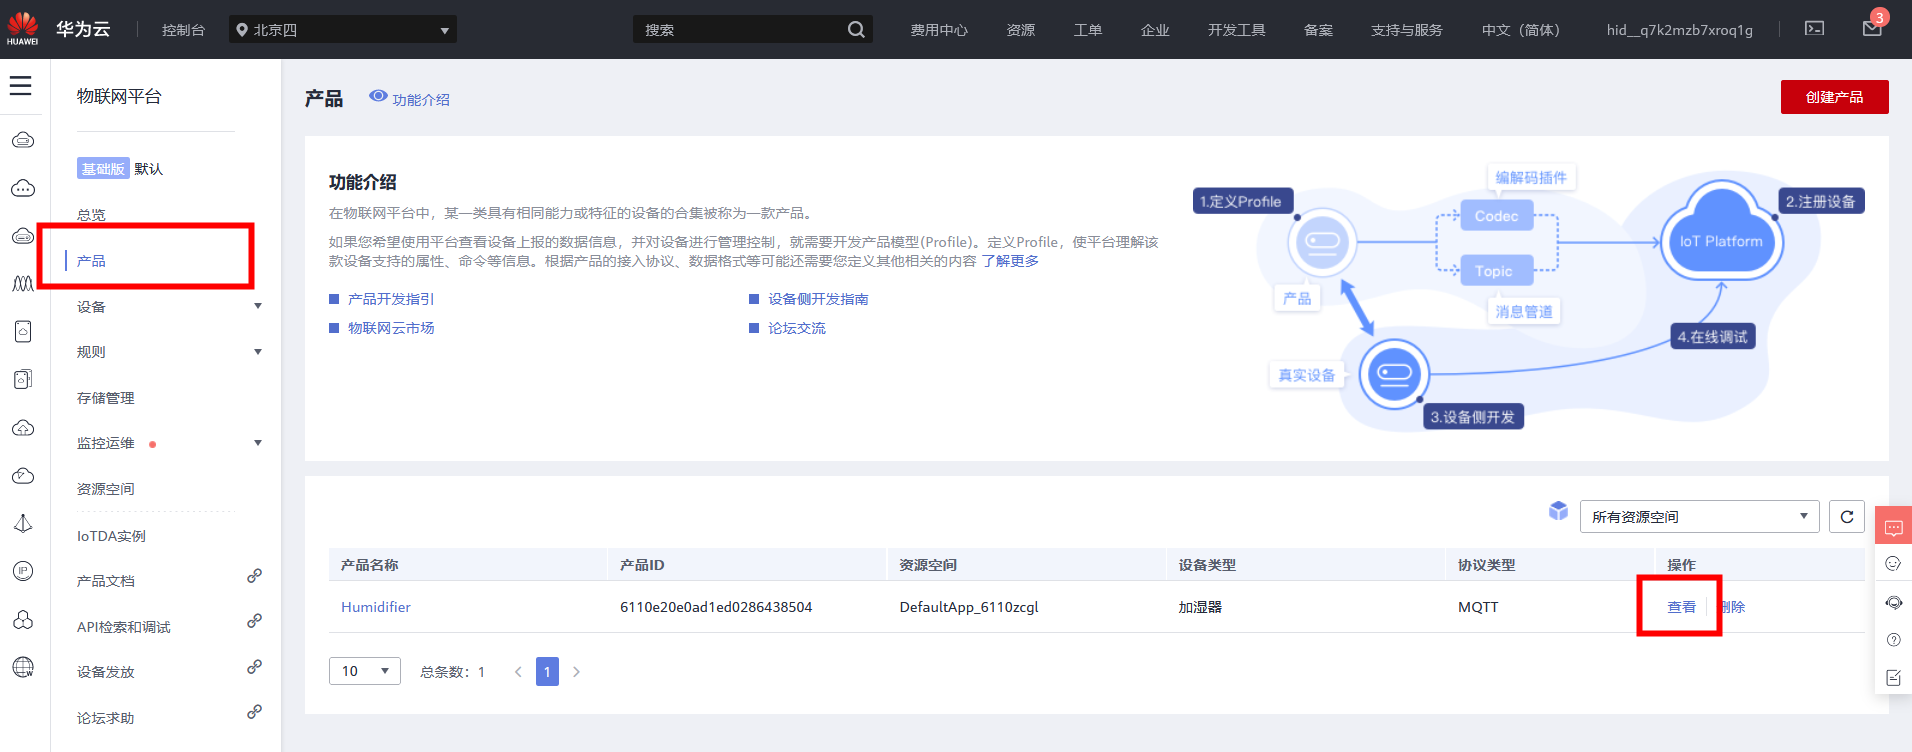 HUAWEI
华为云
控制台
北京四
搜索
费用中心
资源
工单
企业
开发工具
备案
支持与服务
中文（简体）
hid__q7k2mzb7xroq1g
3
物联网平台
基础版 默认
总览
产品
设备
规则
存储管理
监控运维
资源空间
IoTDA实例
产品文档
API检索和调试
设备发放
论坛求助
产品
功能介绍
创建产品
功能介绍
在物联网平台中，某一类具有相同能力或特征的设备的合集被称为一款产品。
如果您希望使用平台查看设备上报的数据信息，并对设备进行管理控制，就需要开发产品模型(Profile)。定义Profile，使平台理解该
款设备支持的属性、命令等信息。根据产品的接入协议、数据格式等可能还需要您定义其他相关的内容 了解更多
产品开发指引
设备侧开发指南
物联网云市场
论坛交流
1.定义Profile
编解码插件
Codec
Topic
消息管道
产品
IoT Platform
2.注册设备
4.在线调试
真实设备
3.设备侧开发
所有资源空间
产品名称 产品ID 资源空间 设备类型 协议类型 操作
Humidifier 6110e20e0ad1ed0286438504 DefaultApp_6110zcgl 加湿器 MQTT 查看 删除
10 总条数：1 < 1 >
IP
W